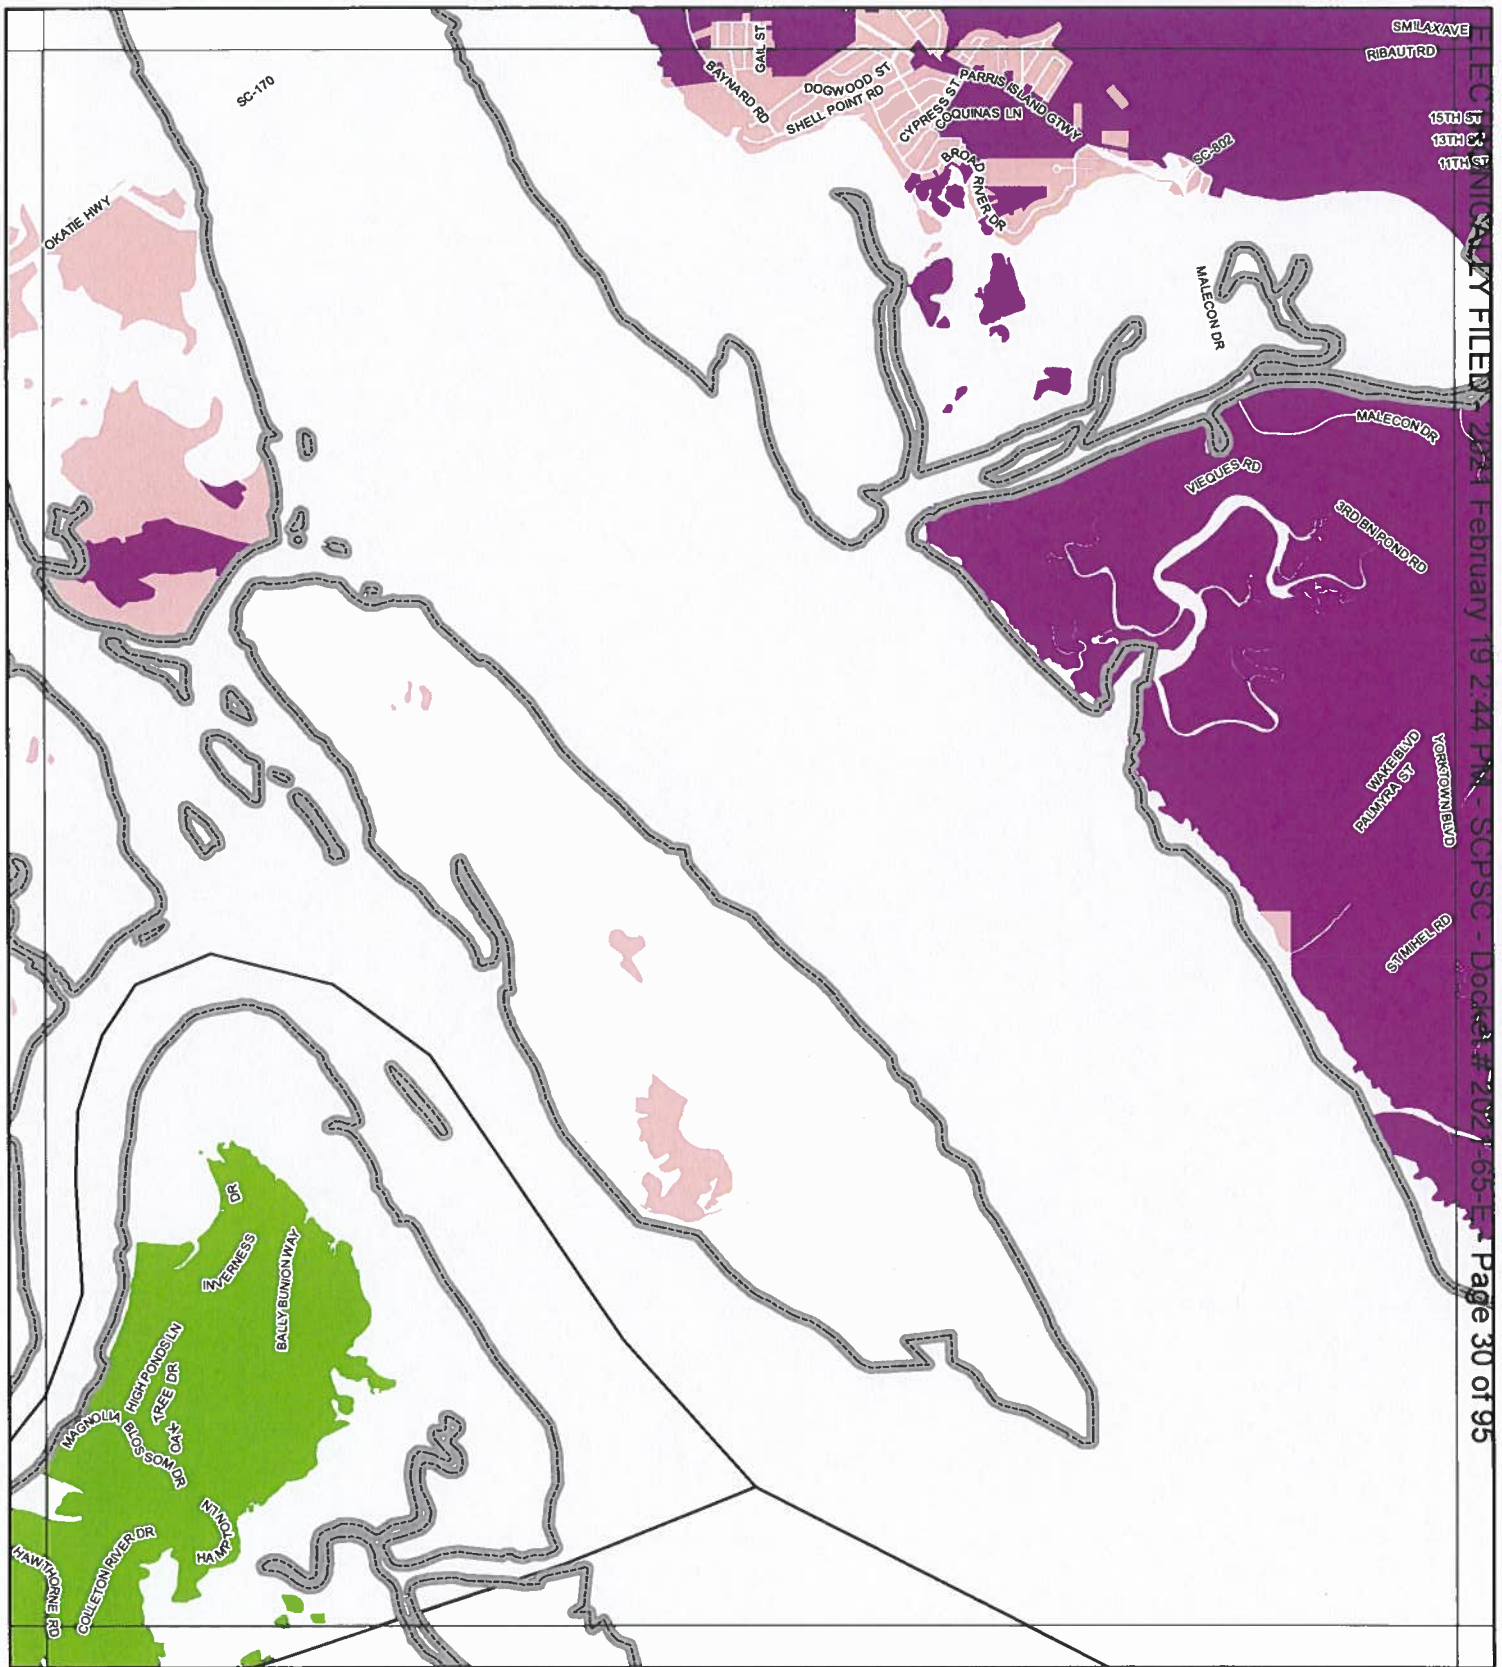 SMILAX AVE
RIBAUT RD
GAIL ST
SC-170
BAYNARD RD
DOGWOOD ST
SHELL POINT RD
PARRIS ISLAND GTWY
CYPRESS ST
COQUINAS LN
15TH ST
13TH ST
11TH ST
SC-802
BROAD RIVER DR
OKATIE HWY
MALECON DR
MALECON DR
VIEQUES RD
3RD BN POND RD
WAKE BLVD
YORKTOWN BLVD
PALMYRA ST
ST MIHEL RD
DR
INVERNESS
BALLY BUNION WAY
HIGH PONDS LN
OAK TREE DR
MAGNOLIA BLOSSOM DR
HAMPTON LN
COLLETON RIVER DR
HAWTHORNE RD
ELECTRONICALLY FILED - 2021 February 19 2:44 PM - SCPSC - Docket # 2021-65-E - Page 30 of 95